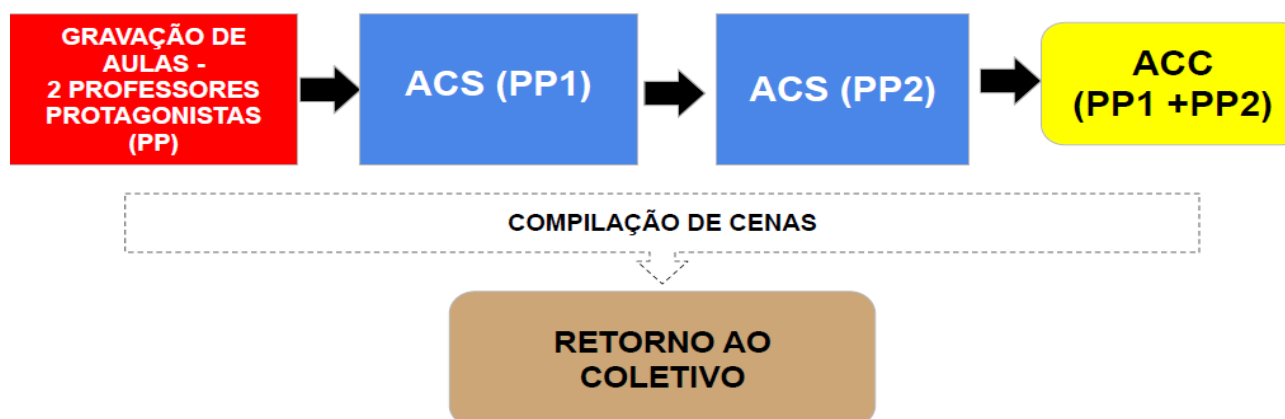 GRAVAÇÃO DE
AULAS -
2 PROFESSORES
PROTAGONISTAS
(PP)
ACS (PP1)
ACS (PP2)
ACC
(PP1 +PP2)
COMPILAÇÃO DE CENAS
RETORNO AO
COLETIVO